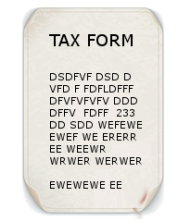 TAX FORM
DSDFVF DSD D
VFD F FDFLDFFF
DFVFVFVFV DDD
DFFV FDFF 233
DD SDD WEFEWE
EWEF WE ERERR
EE WEEWR
WRWER WERWER
EWEWEWE EE